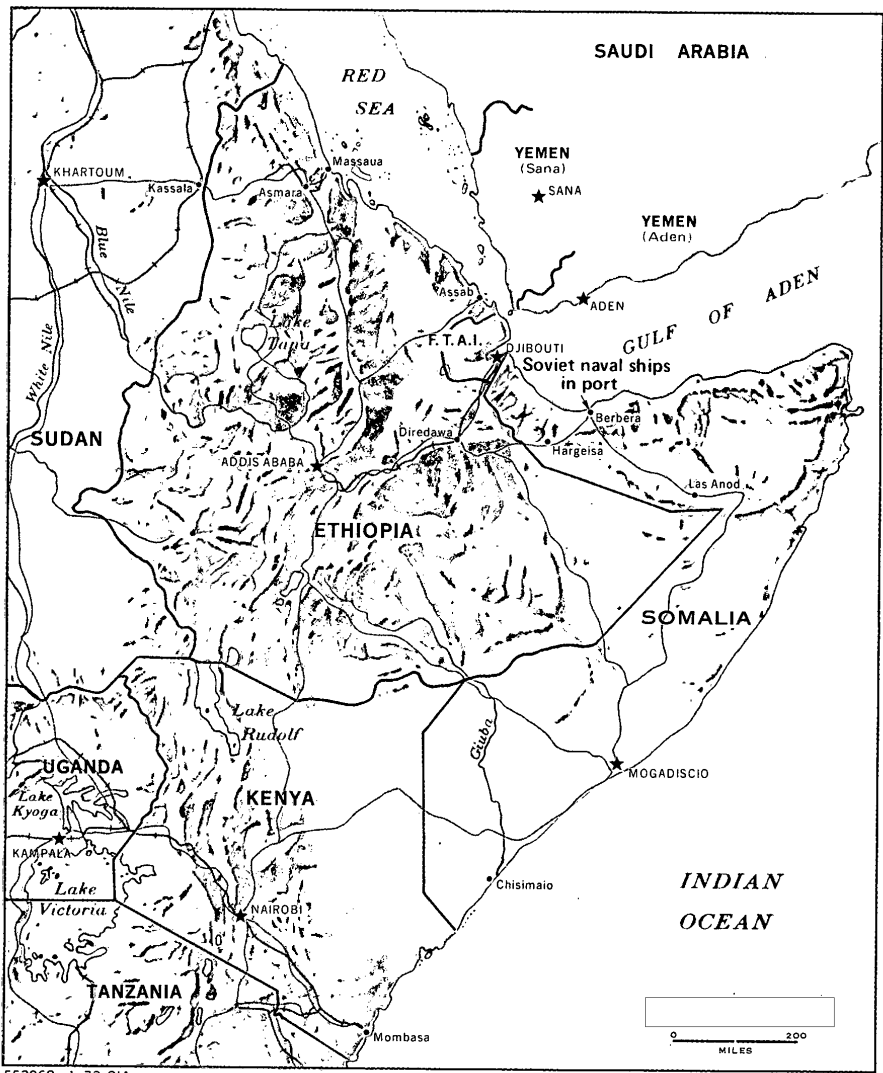 SAUDI ARABIA
RED
SEA
YEMEN
(Sana)
SANA
YEMEN
(Aden)
Massaua
KHARTOUM
Kassala
Asmara
Blue
Nile
White Nile
Assab
ADEN
GULF OF ADEN
Lake
Tana
F.T.A.I.
DJIBOUTI
Soviet naval ships
in port
Berbera
SUDAN
Diredawa
Hargeisa
ADDIS ABABA
Las Anod
ETHIOPIA
SOMALIA
Lake
Rudolf
Giuba
UGANDA
MOGADISCIO
Lake
Kyoga
KENYA
KAMPALA
Chisimaio
Lake
Victoria
NAIROBI
INDIAN
OCEAN
TANZANIA
Mombasa
0 200
MILES